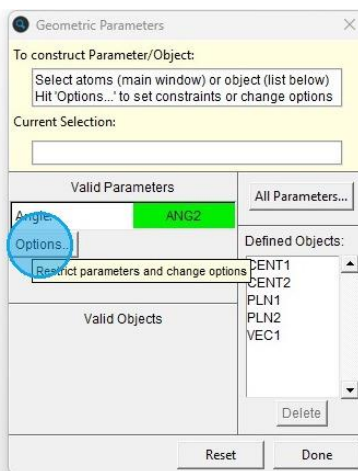 Geometric Parameters
To construct Parameter/Object:
Select atoms (main window) or object (list below)
Hit 'Options...' to set constraints or change options
Current Selection:
Valid Parameters
All Parameters...
Angle: ANG2
Options...
Restrict parameters and change options
Defined Objects:
CENT1
CENT2
PLN1
PLN2
VEC1
Valid Objects
Delete
Reset
Done